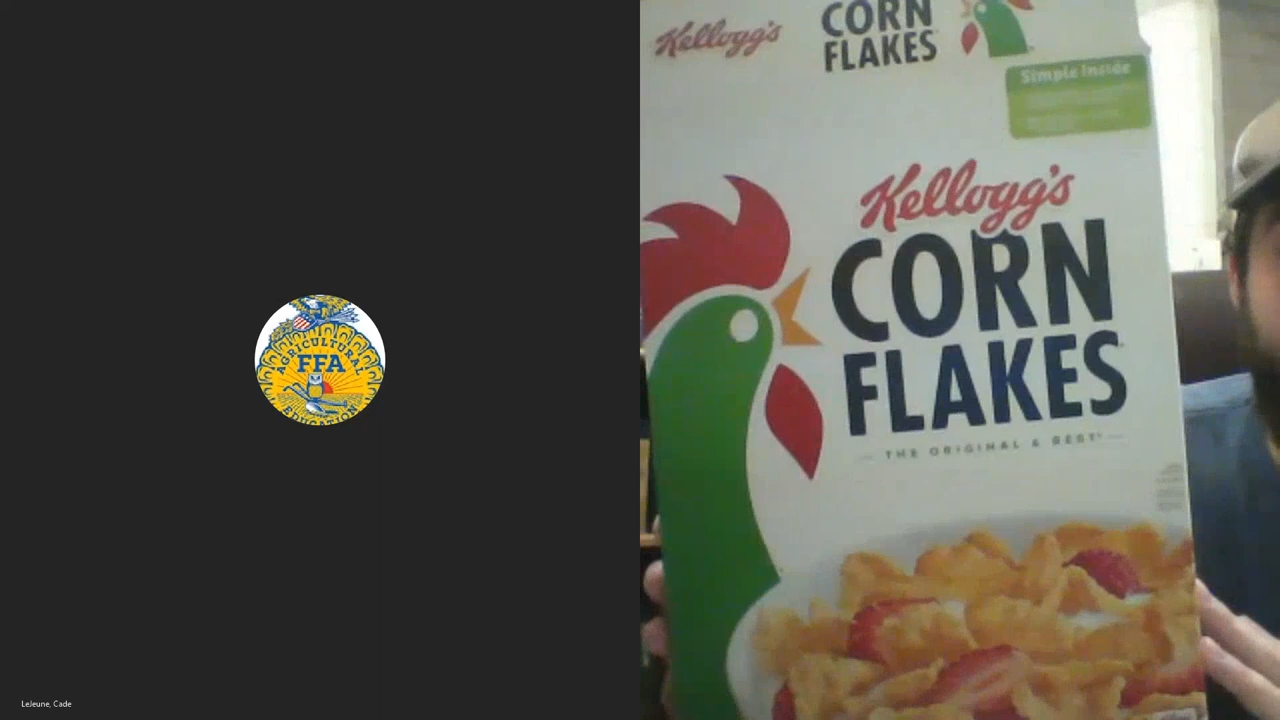 AGRICULTURAL
FFA
EDUCATION
LeJeune, Cade
Kellogg's
CORN
FLAKES
Simple Inside
Kellogg's
CORN
FLAKES
THE ORIGINAL & BEST